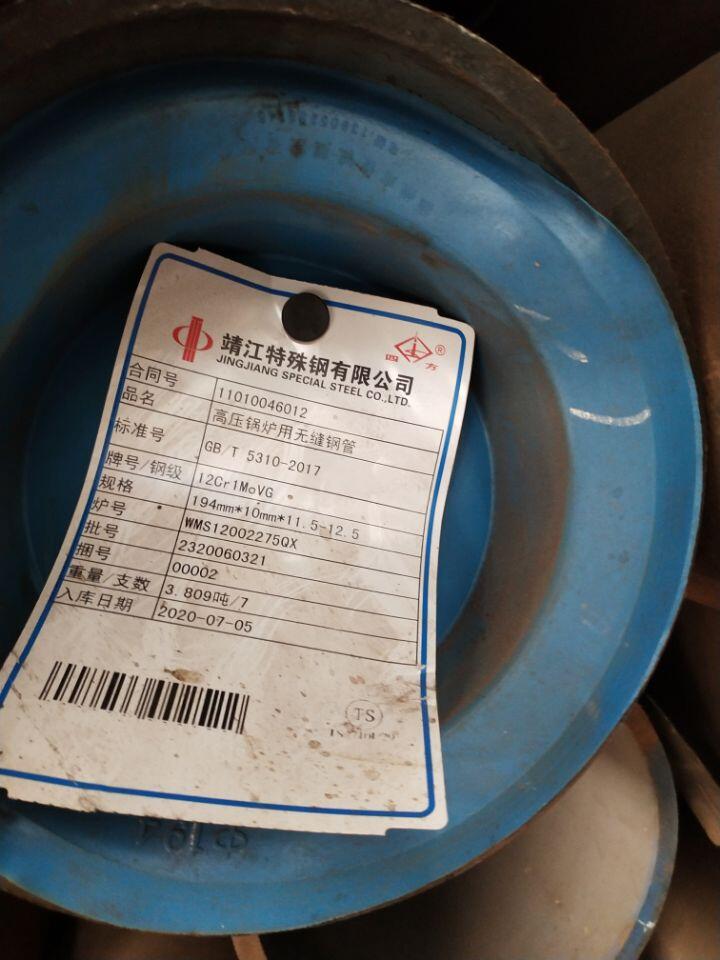 靖江特殊钢有限公司
JINGJIANG SPECIAL STEEL CO.,LTD.
四方®
合同号 11010046012
品名 高压锅炉用无缝钢管
标准号 GB/T 5310-2017
牌号/钢级 12Cr1MoVG
规格 194mm*10mm*11.5-12.5
炉号 WMS12002275QX
批号 2320060321
捆号 00002
重量/支数 3.809吨/7
入库日期 2020-07-05
TS